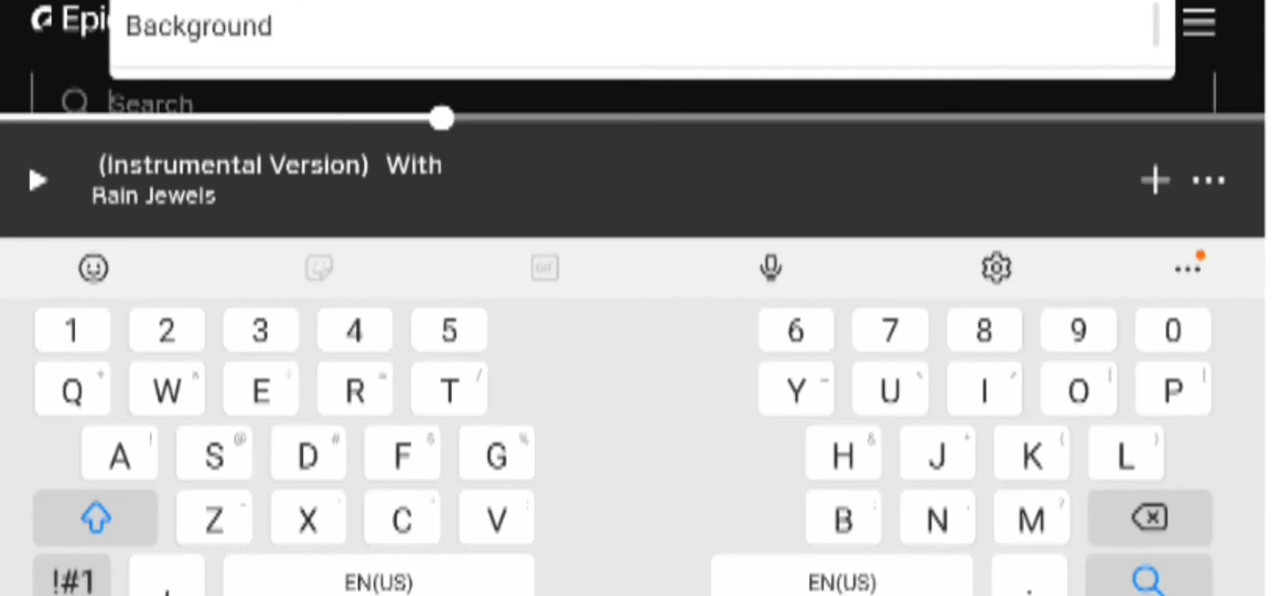 Epi
Background
Search
(Instrumental Version) With
Rain Jewels
GIF
1 2 3 4 5 6 7 8 9 0
Q W E R T Y U I O P
A S D F G H J K L
Z X C V B N M
!#1 , EN(US) EN(US) .